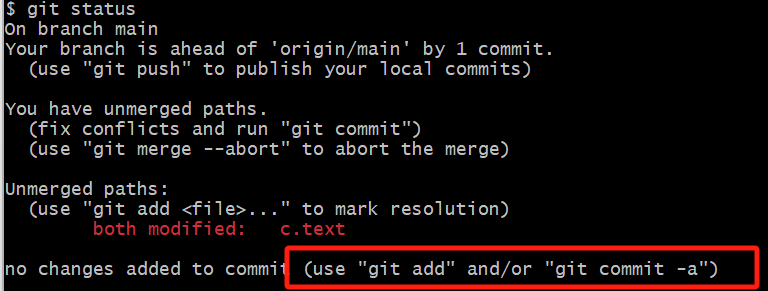 $ git status
On branch main
Your branch is ahead of 'origin/main' by 1 commit.
  (use "git push" to publish your local commits)

You have unmerged paths.
  (fix conflicts and run "git commit")
  (use "git merge --abort" to abort the merge)

Unmerged paths:
  (use "git add <file>..." to mark resolution)
        both modified:   c.text

no changes added to commit (use "git add" and/or "git commit -a")